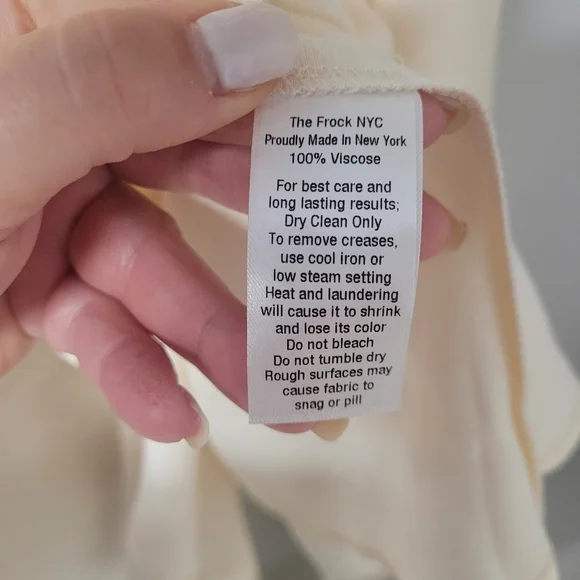 The Frock NYC
Proudly Made In New York
100% Viscose
For best care and
long lasting results;
Dry Clean Only
To remove creases,
use cool iron or
low steam setting
Heat and laundering
will cause it to shrink
and lose its color
Do not bleach
Do not tumble dry
Rough surfaces may
cause fabric to
snag or pill